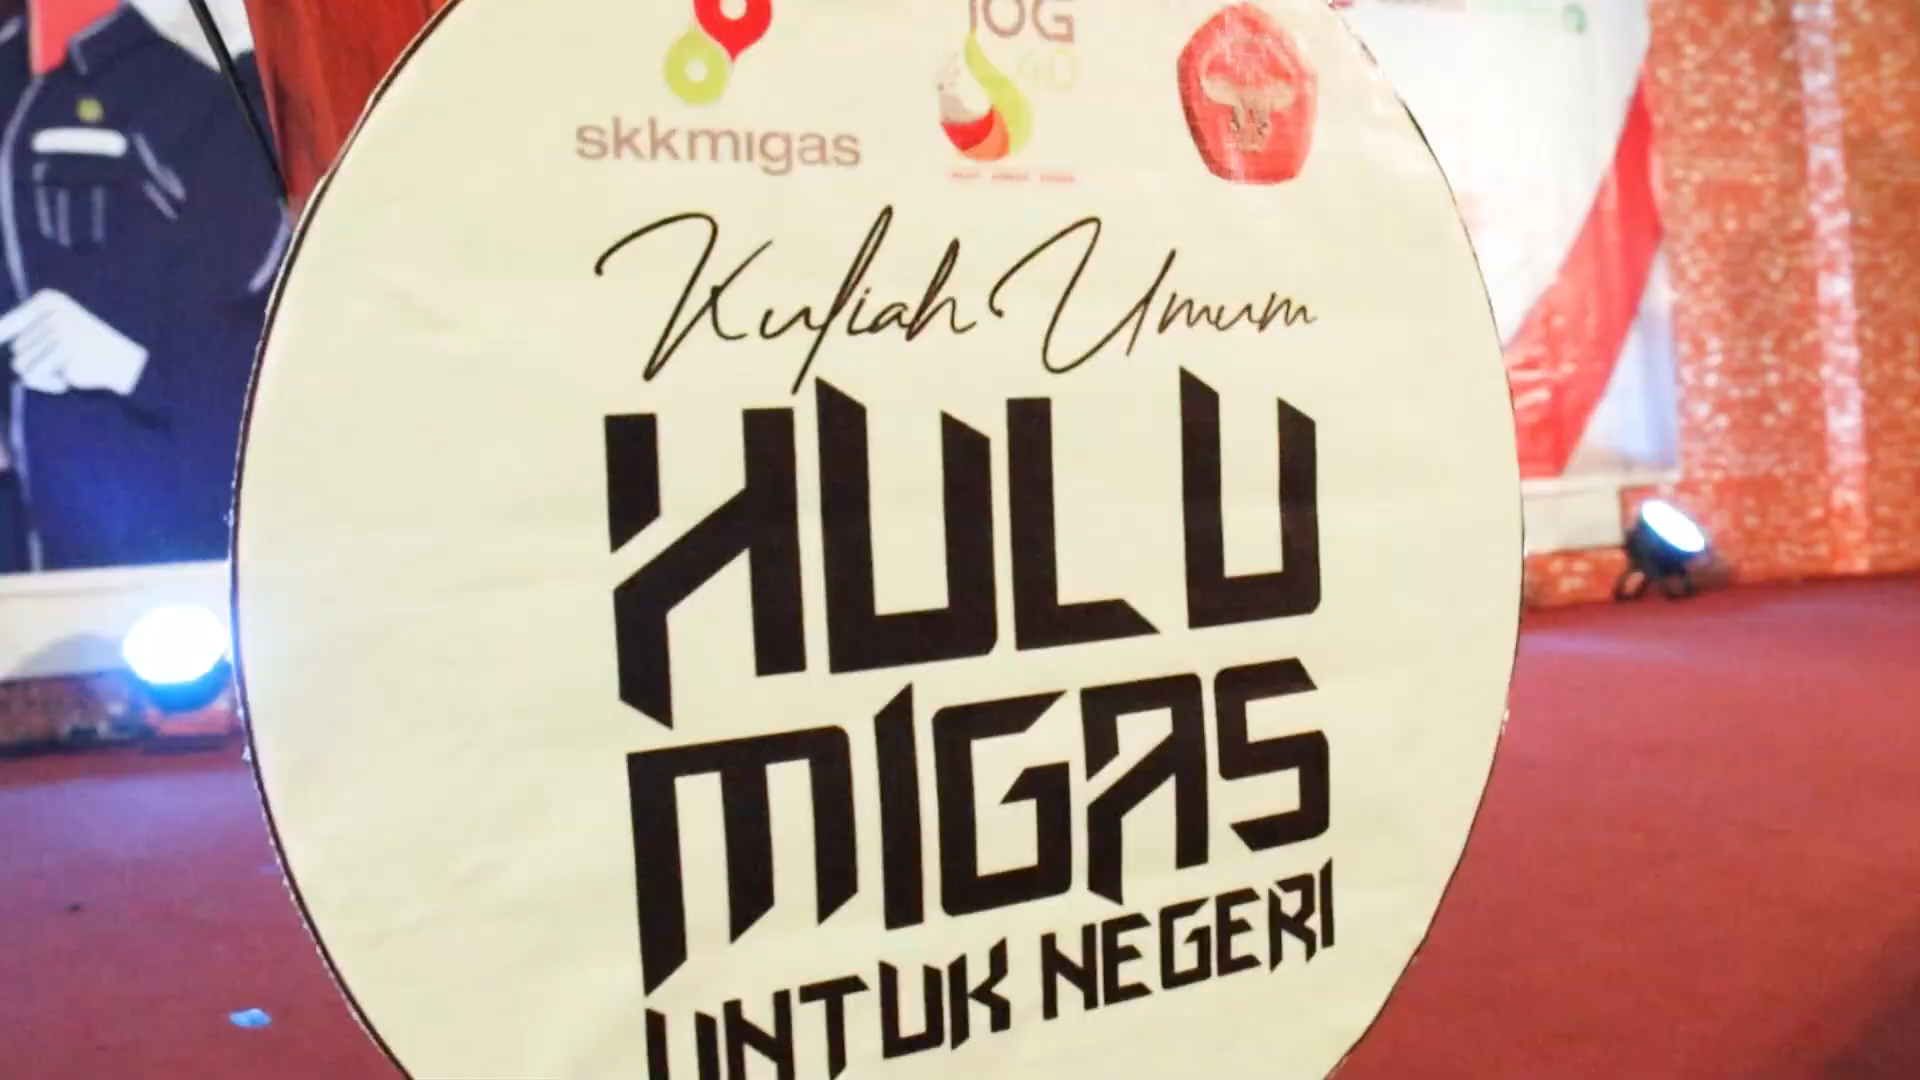 IOG
skkmigas
Kuliah Umum
HULU
MIGAS
UNTUK NEGERI